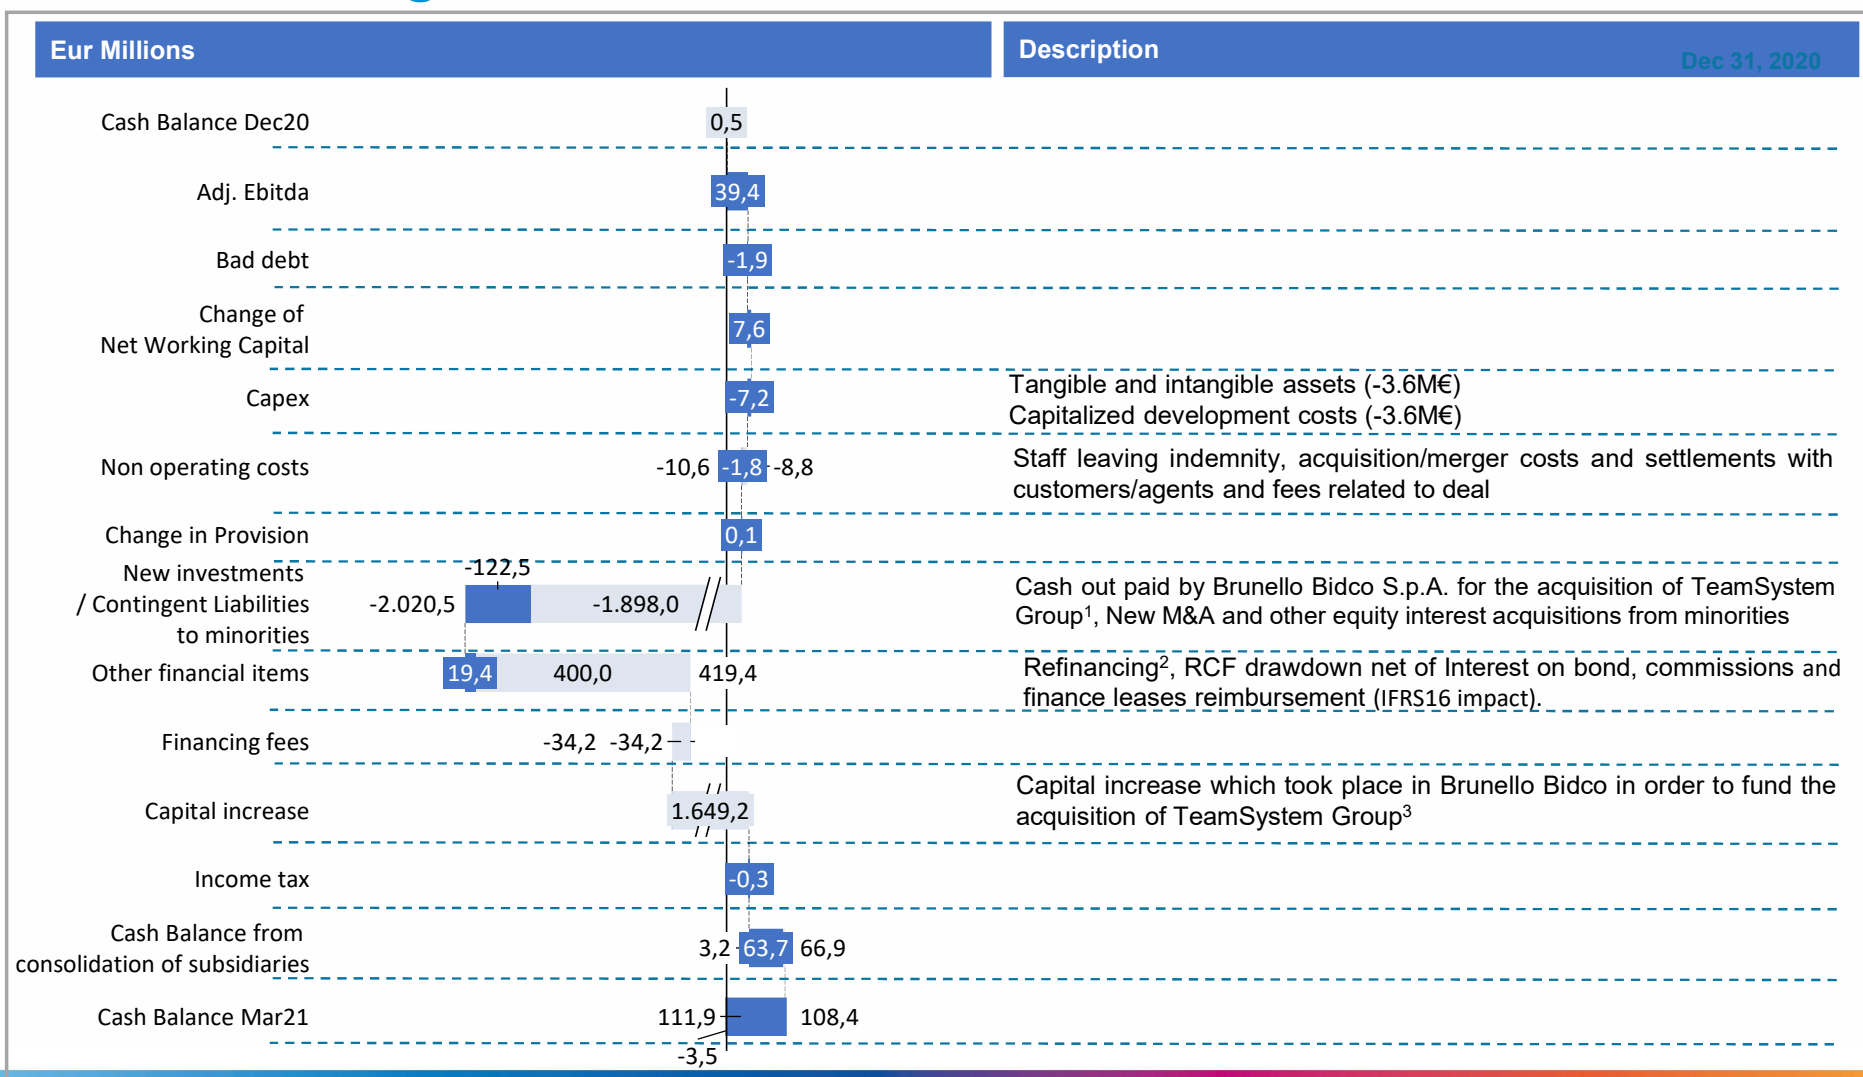 Eur Millions
Description
Dec 31, 2020
Cash Balance Dec20
0,5
Adj. Ebitda
39,4
Bad debt
-1,9
Change of
Net Working Capital
7,6
Capex
-7,2
Tangible and intangible assets (-3.6M€)
Capitalized development costs (-3.6M€)
Non operating costs
-10,6 -1,8 -8,8
Staff leaving indemnity, acquisition/merger costs and settlements with
customers/agents and fees related to deal
Change in Provision
0,1
New investments
/ Contingent Liabilities
to minorities
-122,5
-2.020,5 -1.898,0
Cash out paid by Brunello Bidco S.p.A. for the acquisition of TeamSystem
Group¹, New M&A and other equity interest acquisitions from minorities
Other financial items
19,4 400,0 419,4
Refinancing², RCF drawdown net of Interest on bond, commissions and
finance leases reimbursement (IFRS16 impact).
Financing fees
-34,2 -34,2
Capital increase
1.649,2
Capital increase which took place in Brunello Bidco in order to fund the
acquisition of TeamSystem Group³
Income tax
-0,3
Cash Balance from
consolidation of subsidiaries
3,2 63,7 66,9
Cash Balance Mar21
111,9 108,4
-3,5